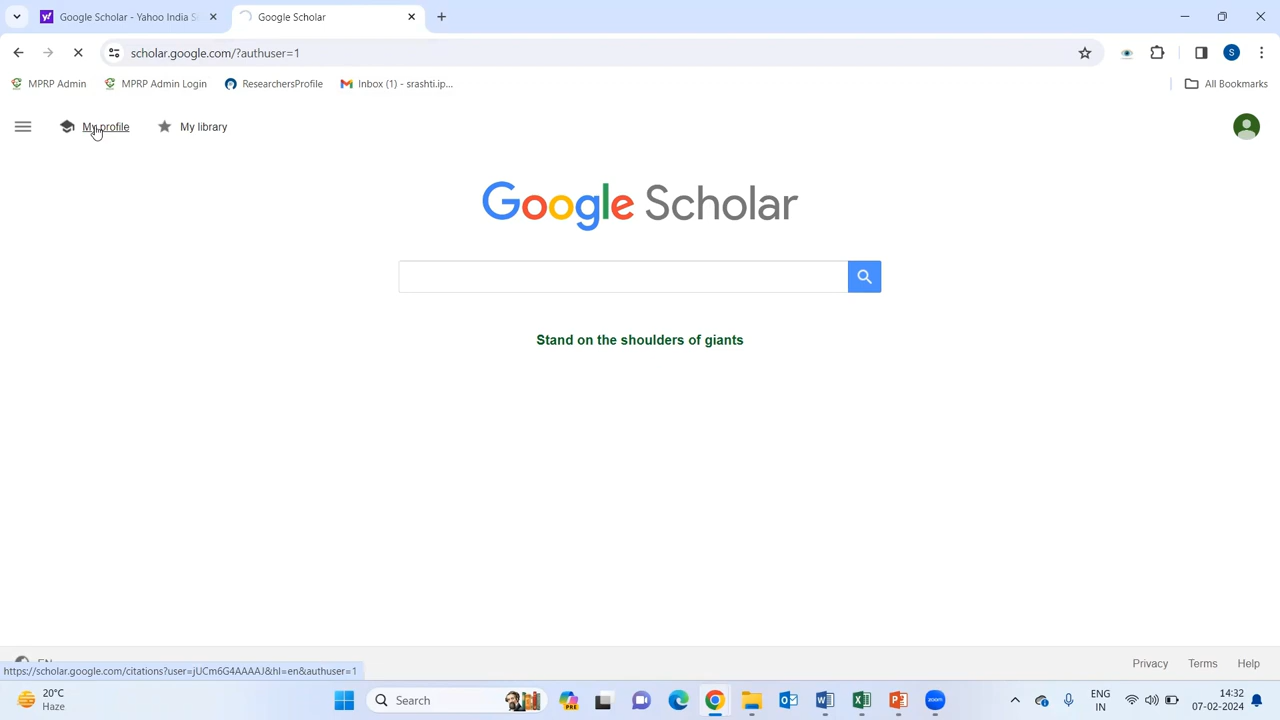 Google Scholar - Yahoo India S
Google Scholar
scholar.google.com/?authuser=1
S
MPRP Admin
MPRP Admin Login
ResearchersProfile
Inbox (1) - srashti.ip...
All Bookmarks
My profile
My library
Google Scholar
Stand on the shoulders of giants
EN
Privacy
Terms
Help
https://scholar.google.com/citations?user=jUCm6G4AAAAJ&hl=en&authuser=1
20°C
Haze
Search
PRE
zoom
ENG
IN
14:32
07-02-2024